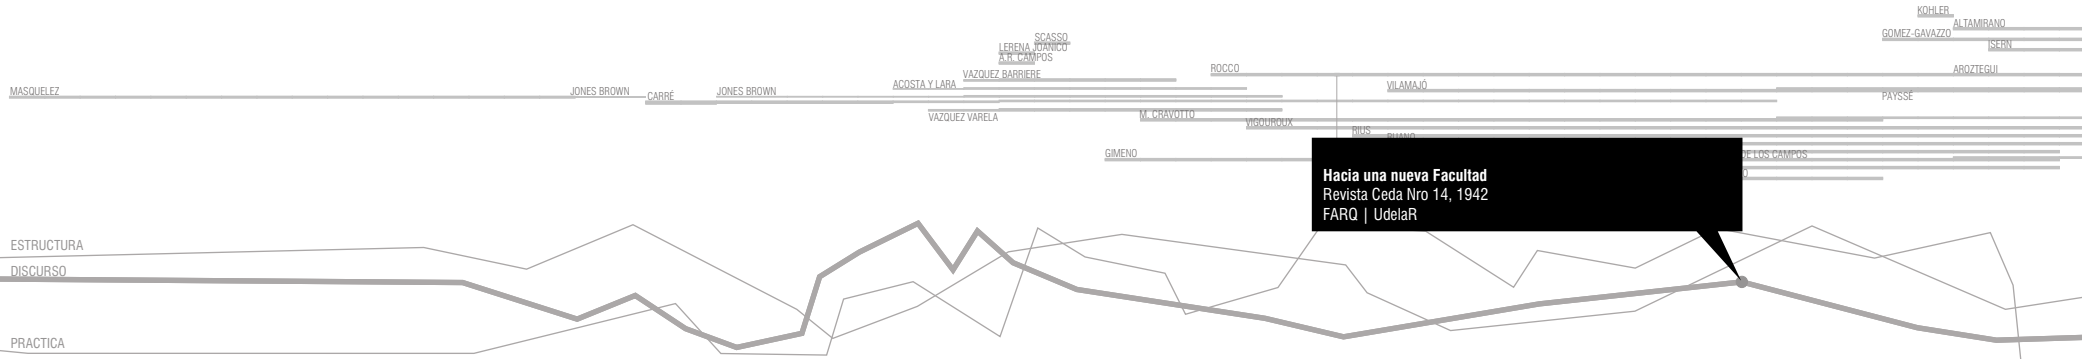 KOHLER
ALTAMIRANO
GOMEZ-GAVAZZO
SCASSO
ISERN
LERENA JOANICO
A.R. CAMPOS
ROCCO
AROZTEGUI
VAZQUEZ BARRIERE
ACOSTA Y LARA
VILAMAJÓ
MASQUELEZ
JONES BROWN
CARRÉ
JONES BROWN
PAYSSÉ
VAZQUEZ VARELA
M. CRAVOTTO
VIGOUROUX
RIUS
RUANO
GIMENO
DE LOS CAMPOS
Hacia una nueva Facultad
Revista Ceda Nro 14, 1942
FARQ | UdelaR
ESTRUCTURA
DISCURSO
PRACTICA